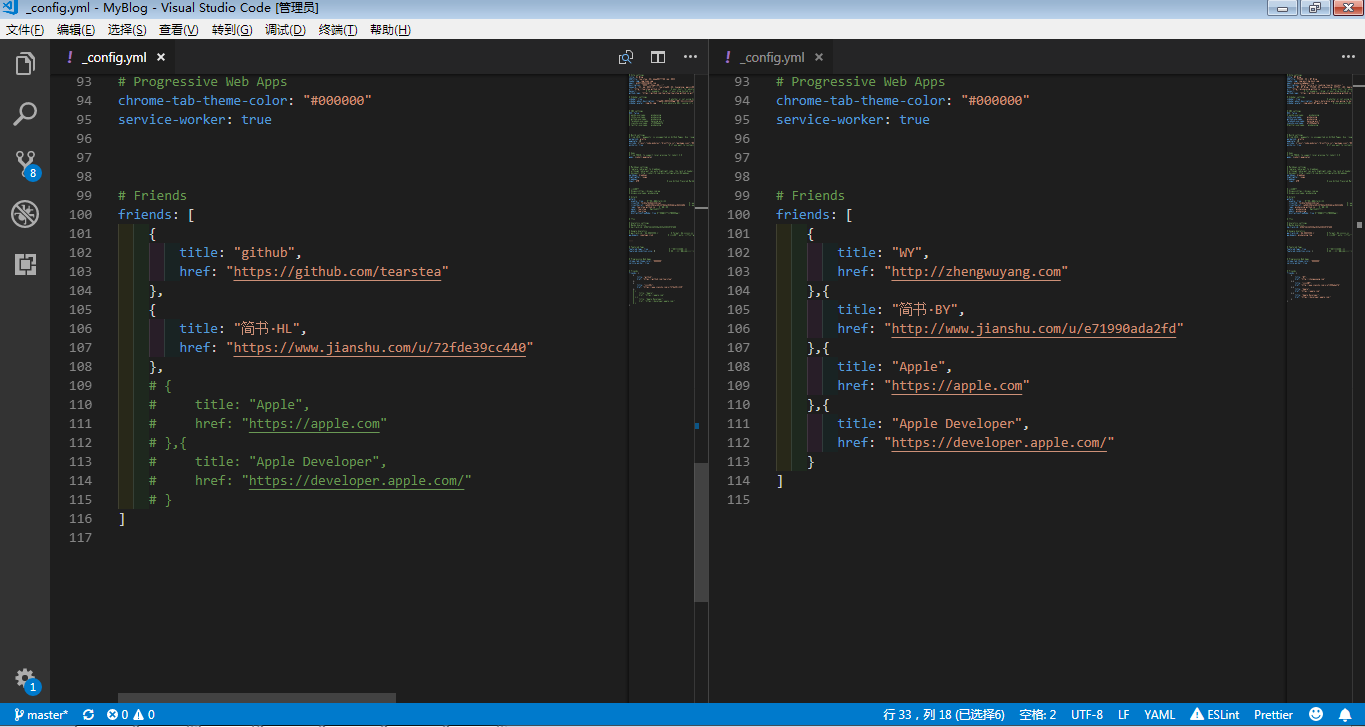 _config.yml - MyBlog - Visual Studio Code [管理员]
文件(F) 编辑(E) 选择(S) 查看(V) 转到(G) 调试(D) 终端(T) 帮助(H)
! _config.yml ×
93 # Progressive Web Apps
94 chrome-tab-theme-color: "#000000"
95 service-worker: true
96
97
98
99 # Friends
100 friends: [
101 {
102 title: "github",
103 href: "https://github.com/tearstea"
104 },
105 {
106 title: "简书·HL",
107 href: "https://www.jianshu.com/u/72fde39cc440"
108 },
109 # {
110 # title: "Apple",
111 # href: "https://apple.com"
112 # },{
113 # title: "Apple Developer",
114 # href: "https://developer.apple.com/"
115 # }
116 ]
117
! _config.yml ×
93 # Progressive Web Apps
94 chrome-tab-theme-color: "#000000"
95 service-worker: true
96
97
98
99 # Friends
100 friends: [
101 {
102 title: "WY",
103 href: "http://zhengwuyang.com"
104 },{
105 title: "简书·BY",
106 href: "http://www.jianshu.com/u/e71990ada2fd"
107 },{
108 title: "Apple",
109 href: "https://apple.com"
110 },{
111 title: "Apple Developer",
112 href: "https://developer.apple.com/"
113 }
114 ]
115
8
1
master* 0 0 行 33，列 18 (已选择6) 空格: 2 UTF-8 LF YAML ESLint Prettier